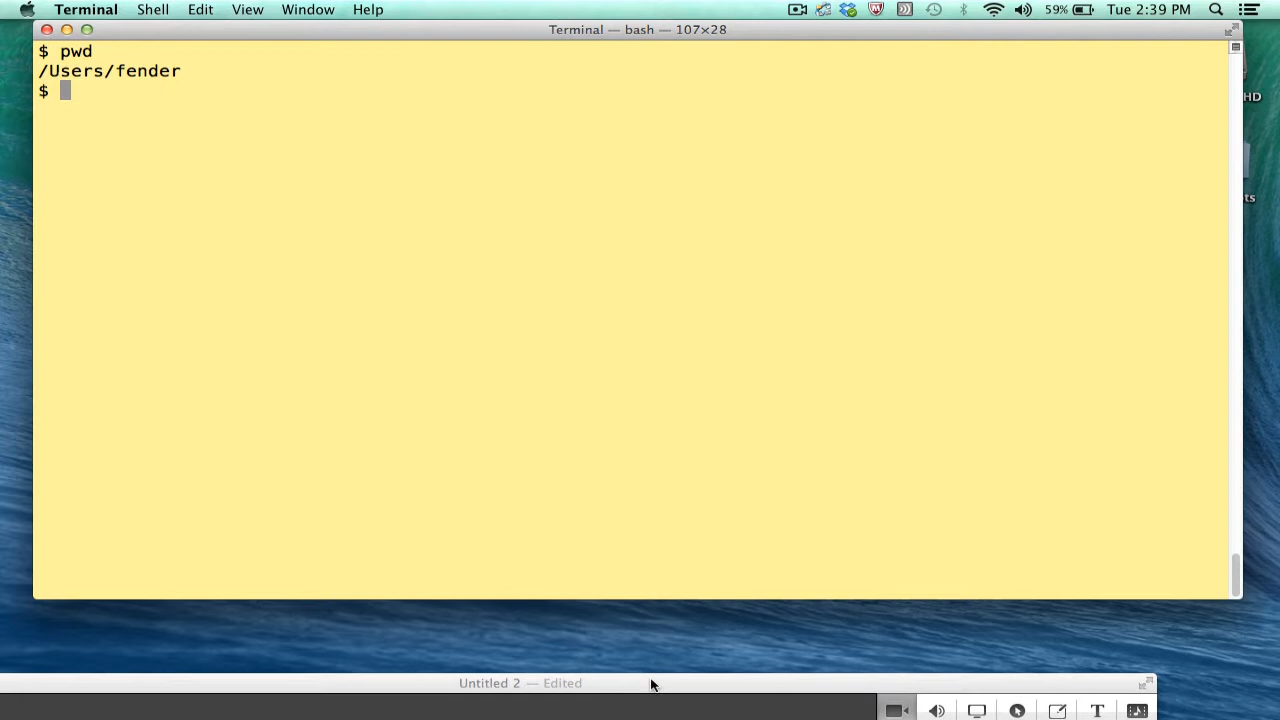 Terminal Shell Edit View Window Help 59% Tue 2:39 PM
Terminal — bash — 107×28
$ pwd
/Users/fender
$
HD
ts
Untitled 2 — Edited
T